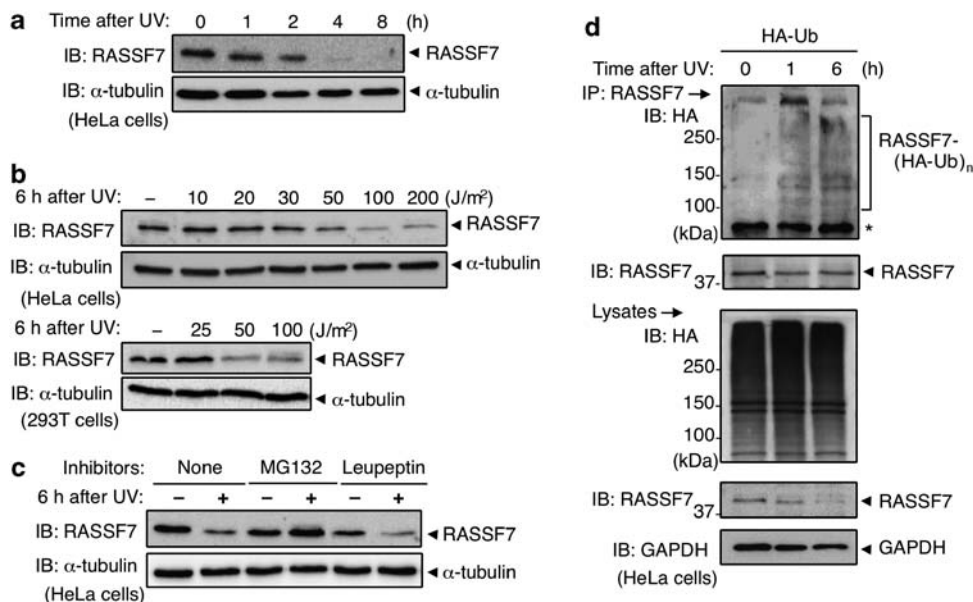 a
Time after UV: 0 1 2 4 8 (h)
IB: RASSF7 ◄ RASSF7
IB: α-tubulin ◄ α-tubulin
(HeLa cells)
b
6 h after UV: – 10 20 30 50 100 200 (J/m²)
IB: RASSF7 ◄ RASSF7
IB: α-tubulin ◄ α-tubulin
(HeLa cells)
6 h after UV: – 25 50 100 (J/m²)
IB: RASSF7 ◄ RASSF7
IB: α-tubulin ◄ α-tubulin
(293T cells)
c
Inhibitors: None MG132 Leupeptin
6 h after UV: – + – + – +
IB: RASSF7 ◄ RASSF7
IB: α-tubulin ◄ α-tubulin
(HeLa cells)
d
HA-Ub
Time after UV: 0 1 6 (h)
IP: RASSF7 →
IB: HA
250-
RASSF7-
(HA-Ub)n
150-
100-
(kDa) *
IB: RASSF7 ◄ RASSF7
37-
Lysates →
IB: HA
250-
150-
100-
(kDa)
IB: RASSF7 ◄ RASSF7
37-
IB: GAPDH ◄ GAPDH
(HeLa cells)